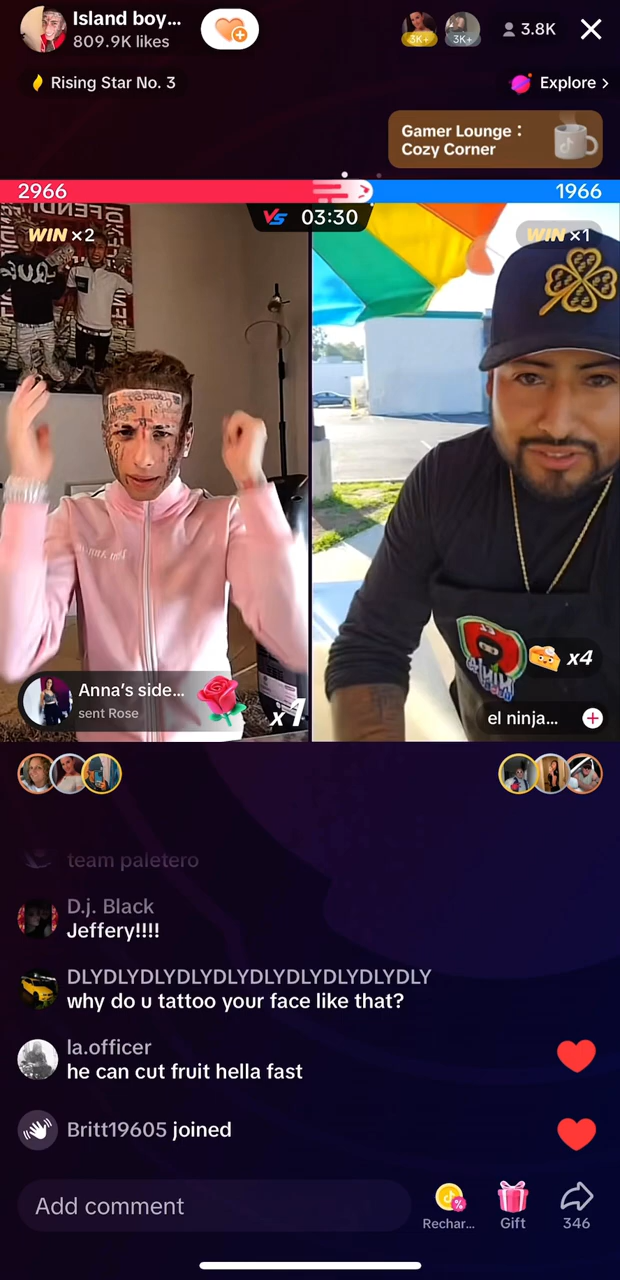 Island boy...
809.9K likes
3K+
3K+
3.8K
Rising Star No. 3
Explore >
Gamer Lounge :
Cozy Corner
2966
1966
VS 03:30
WIN x2
WIN x1
x4
Anna's side...
sent Rose
x1
el ninja...
team paletero
D.j. Black
Jeffery!!!!
DLYDLYDLYDLYDLYDLYDLYDLYDLYDLY
why do u tattoo your face like that?
la.officer
he can cut fruit hella fast
Britt19605 joined
Add comment
Rechar...
Gift
346